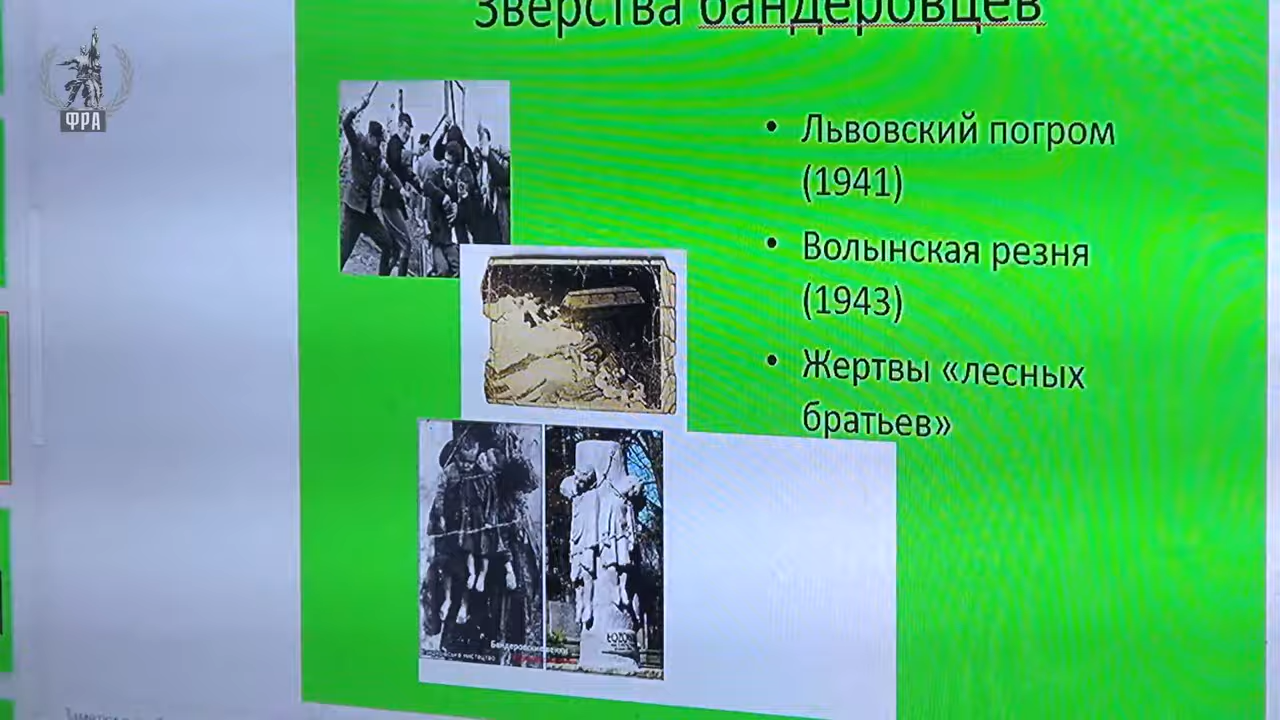 Зверства бандеровцев
ФРА
• Львовский погром
(1941)
• Волынская резня
(1943)
• Жертвы «лесных
братьев»